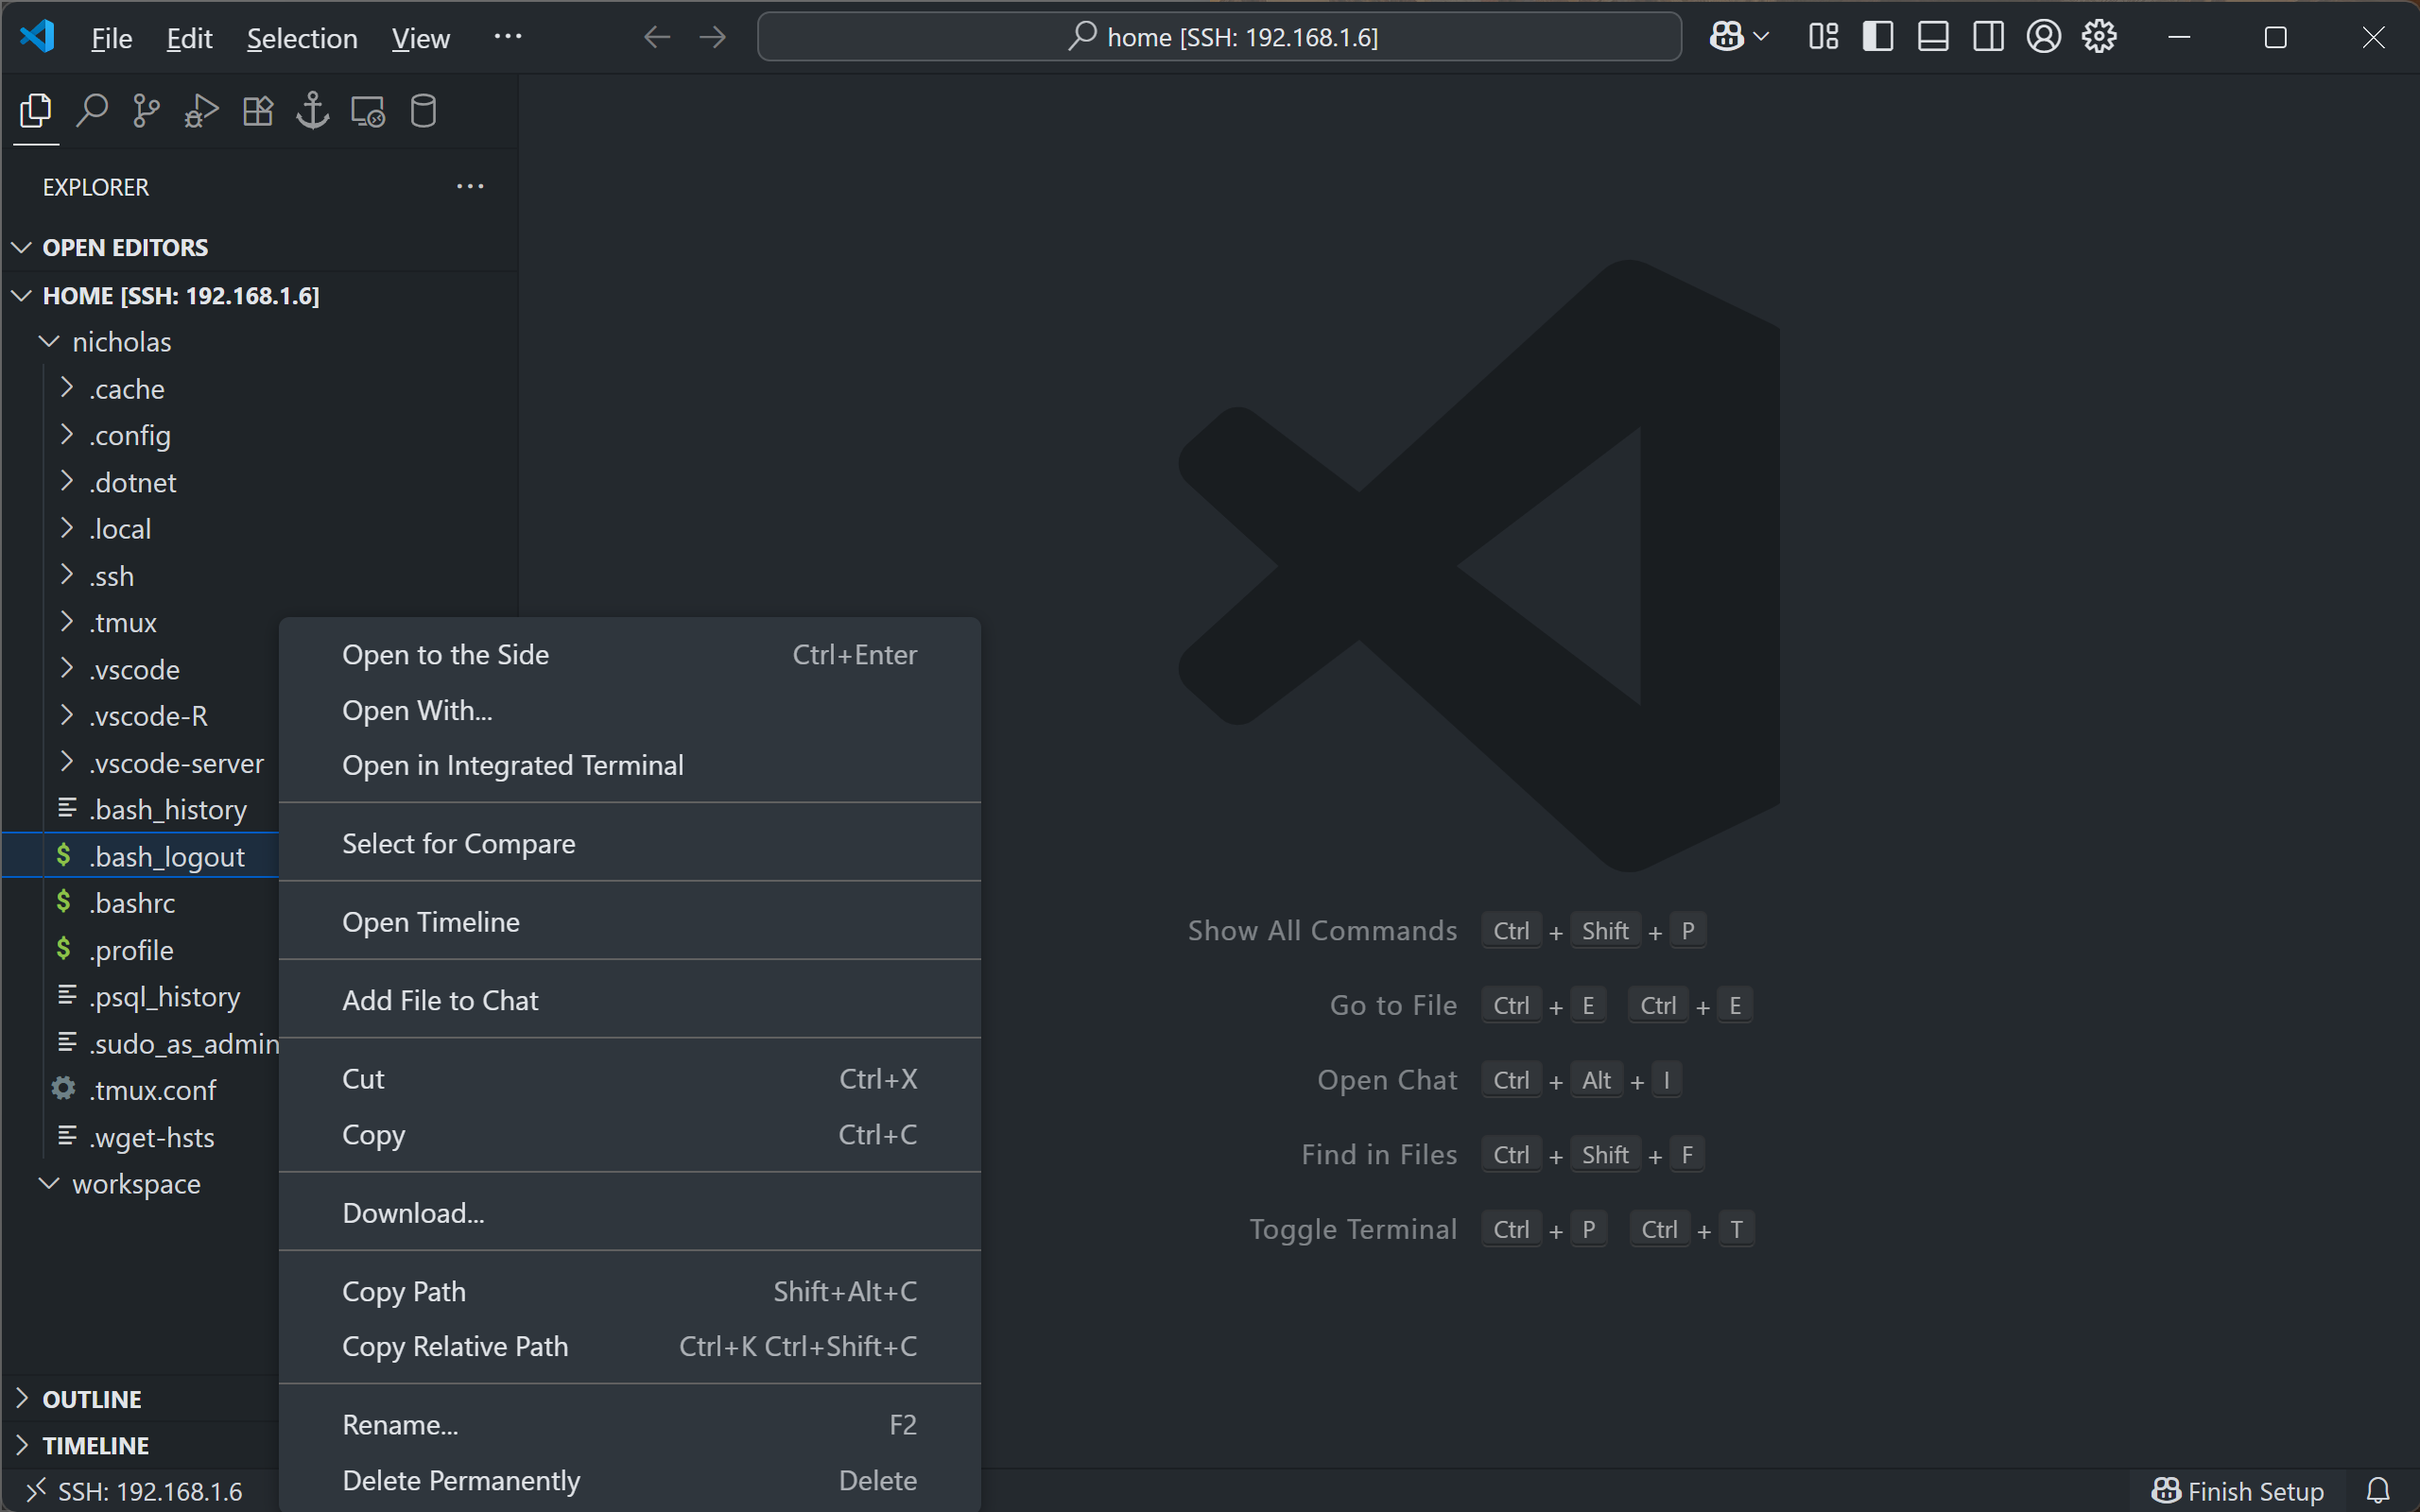 File Edit Selection View ··· home [SSH: 192.168.1.6]
EXPLORER ···
OPEN EDITORS
HOME [SSH: 192.168.1.6]
nicholas
.cache
.config
.dotnet
.local
.ssh
.tmux
.vscode
.vscode-R
.vscode-server
.bash_history
$ .bash_logout
$ .bashrc
$ .profile
.psql_history
.sudo_as_admin
.tmux.conf
.wget-hsts
workspace
OUTLINE
TIMELINE
SSH: 192.168.1.6
Open to the Side Ctrl+Enter
Open With...
Open in Integrated Terminal
Select for Compare
Open Timeline
Add File to Chat
Cut Ctrl+X
Copy Ctrl+C
Download...
Copy Path Shift+Alt+C
Copy Relative Path Ctrl+K Ctrl+Shift+C
Rename... F2
Delete Permanently Delete
Show All Commands Ctrl + Shift + P
Go to File Ctrl + E Ctrl + E
Open Chat Ctrl + Alt + I
Find in Files Ctrl + Shift + F
Toggle Terminal Ctrl + P Ctrl + T
Finish Setup